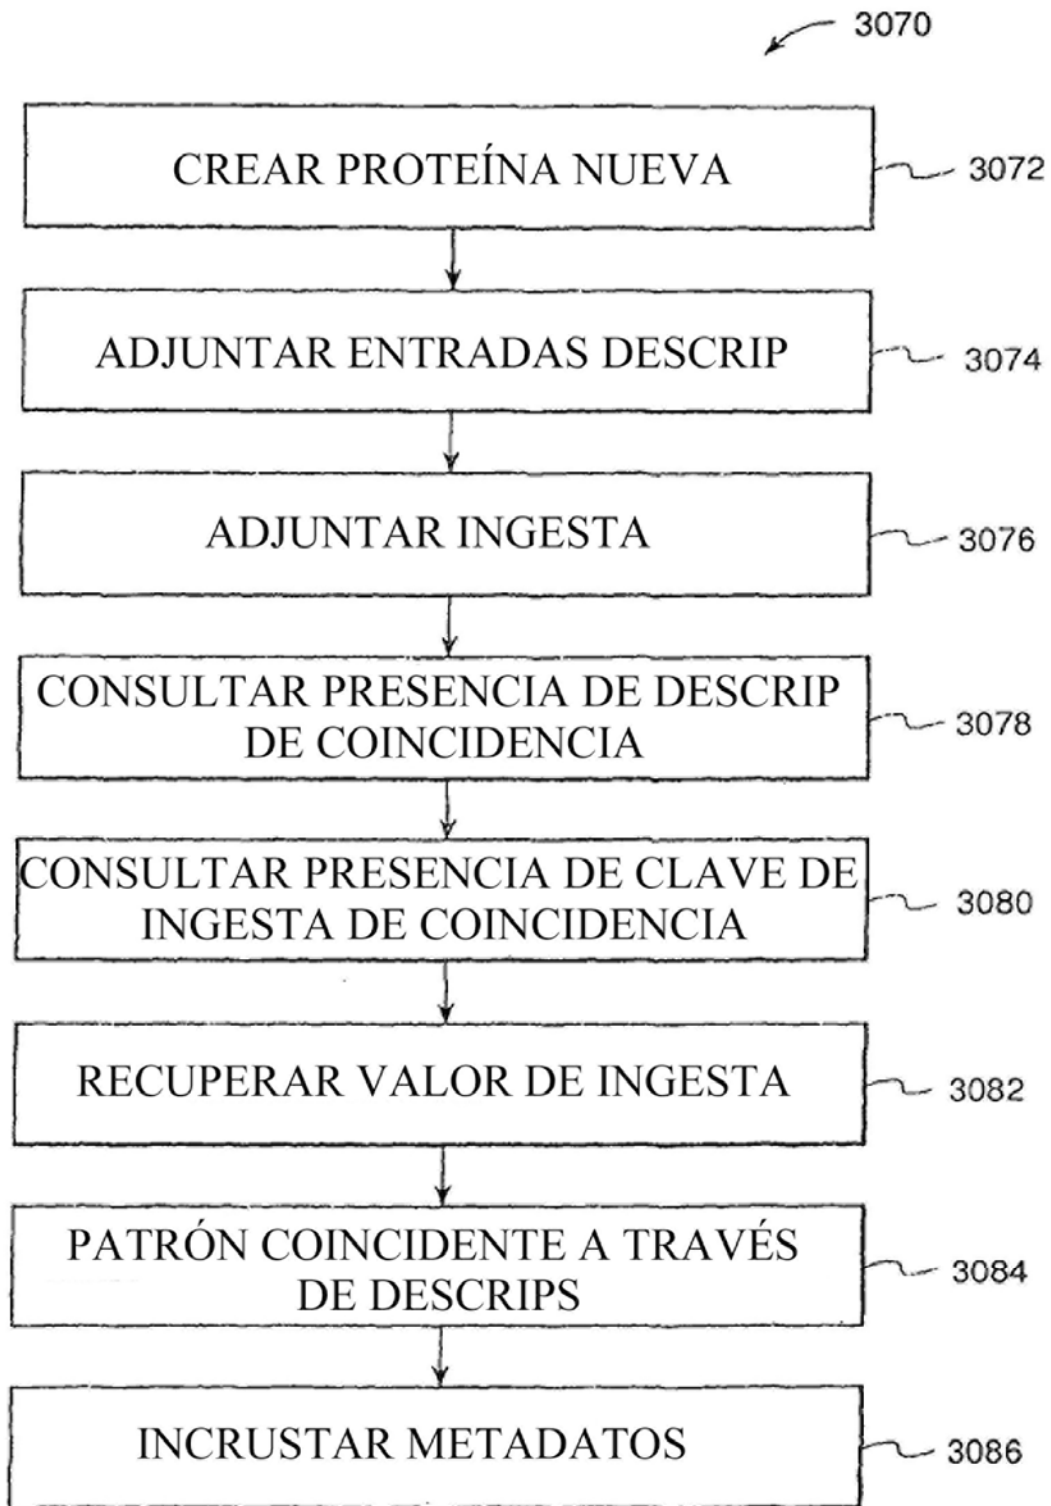 3070
CREAR PROTEÍNA NUEVA
3072
ADJUNTAR ENTRADAS DESCRIP
3074
ADJUNTAR INGESTA
3076
CONSULTAR PRESENCIA DE DESCRIP
DE COINCIDENCIA
3078
CONSULTAR PRESENCIA DE CLAVE DE
INGESTA DE COINCIDENCIA
3080
RECUPERAR VALOR DE INGESTA
3082
PATRÓN COINCIDENTE A TRAVÉS
DE DESCRIPS
3084
INCRUSTAR METADATOS
3086